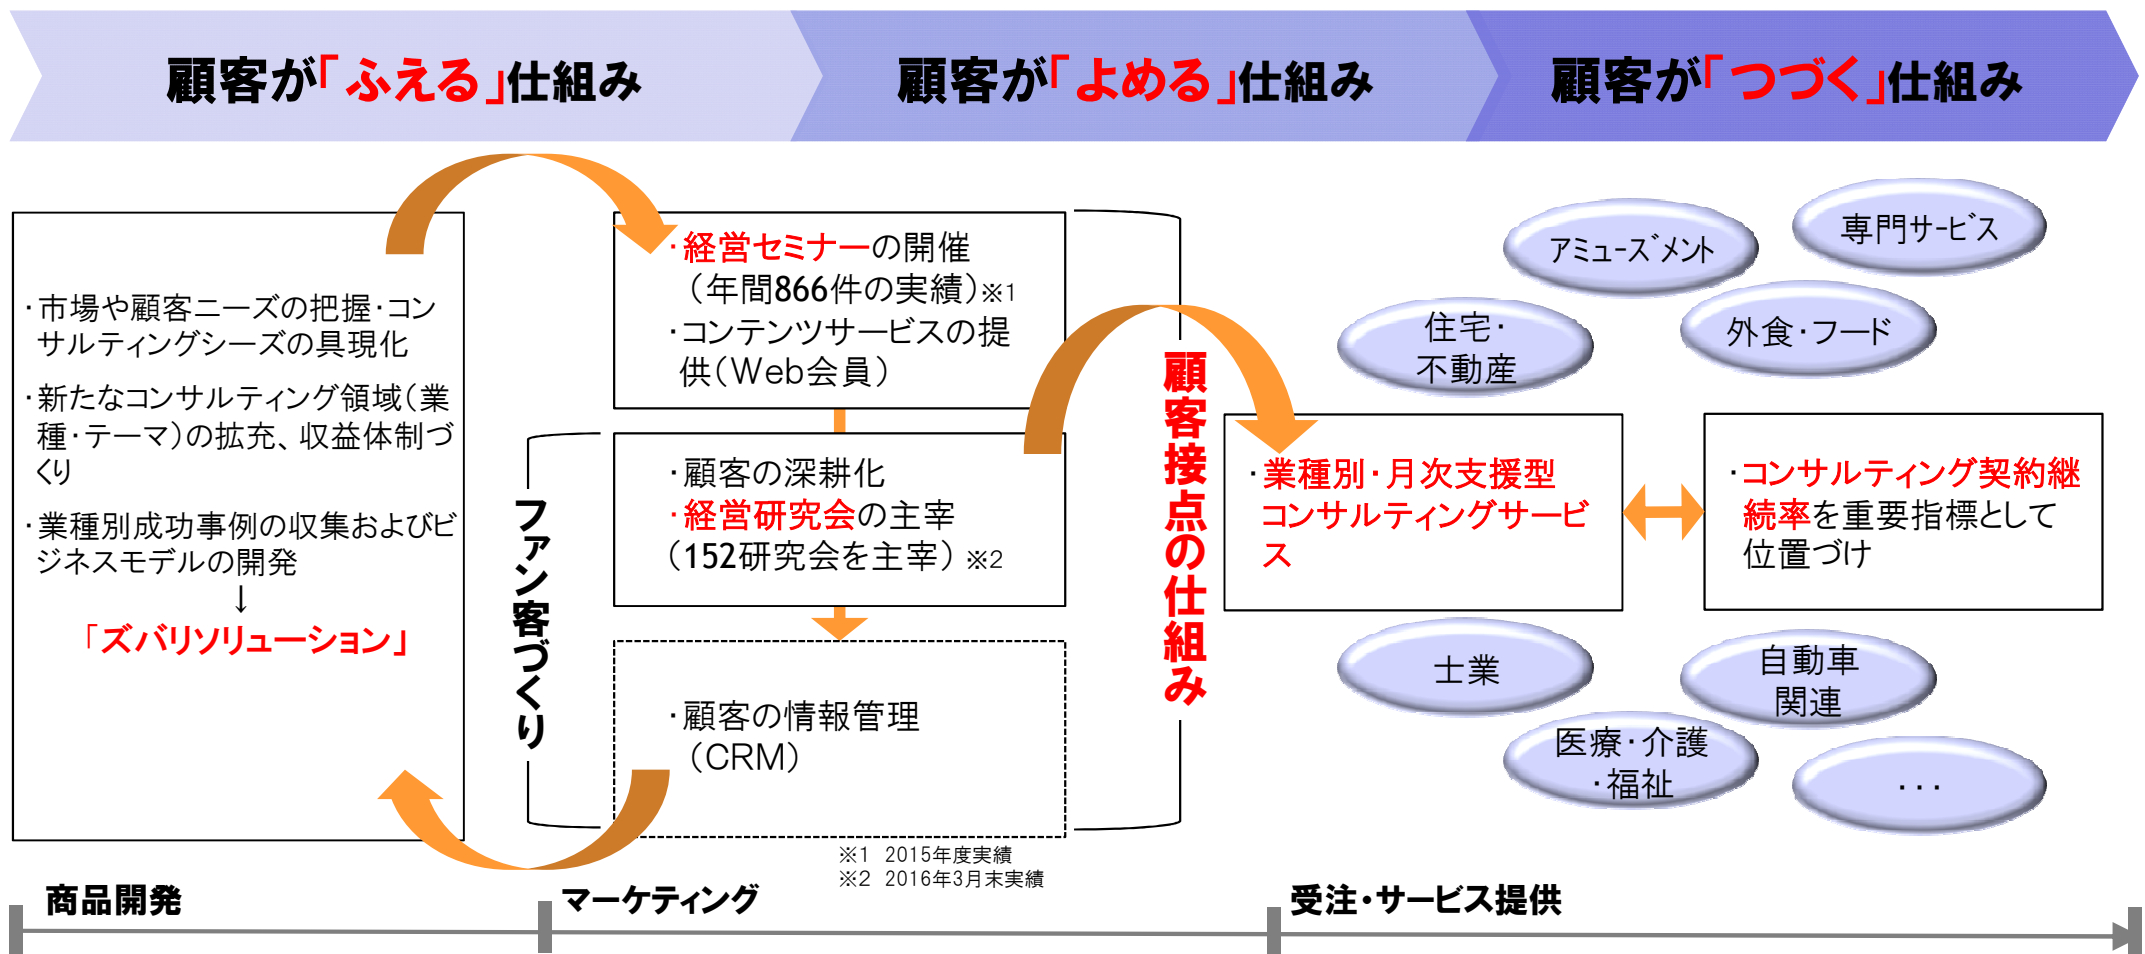 顧客が「ふえる」仕組み
顧客が「よめる」仕組み
顧客が「つづく」仕組み
・市場や顧客ニーズの把握・コン
サルティングシーズの具現化
・新たなコンサルティング領域（業
種・テーマ）の拡充、収益体制づ
くり
・業種別成功事例の収集およびビ
ジネスモデルの開発
↓
「ズバリソリューション」
・経営セミナーの開催
（年間866件の実績）※1
・コンテンツサービスの提
供（Web会員）
ファン客づくり
・顧客の深耕化
・経営研究会の主宰
（152研究会を主宰）※2
・顧客の情報管理
（CRM）
※1 2015年度実績
※2 2016年3月末実績
顧客接点の仕組み
アミューズメント
専門サービス
住宅・
不動産
外食・フード
・業種別・月次支援型
コンサルティングサービ
ス
・コンサルティング契約継
続率を重要指標として
位置づけ
士業
自動車
関連
医療・介護
・福祉
・・・
商品開発
マーケティング
受注・サービス提供